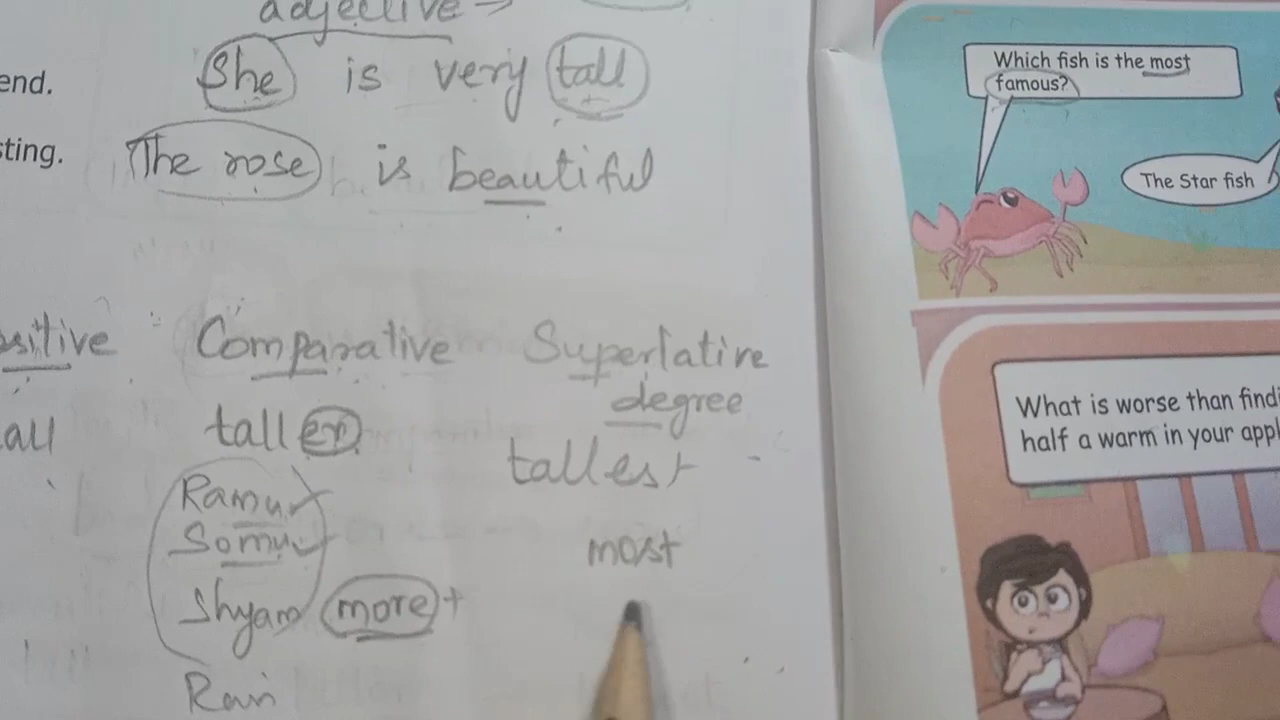 adjective →
She is very tall
The rose is beautiful
end.
sting.
ositive Comparative Superlative
degree
all taller tallest
Ramu
Somu
Shyam more + most
Ravi
Which fish is the most
famous?
The Star fish
What is worse than findi
half a warm in your appl